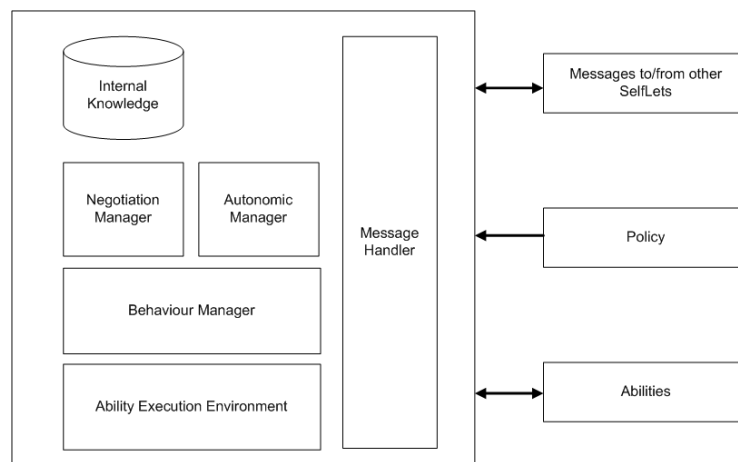 Internal
Knowledge
Negotiation
Manager
Autonomic
Manager
Behaviour Manager
Ability Execution Environment
Message
Handler
Messages to/from other
SelfLets
Policy
Abilities